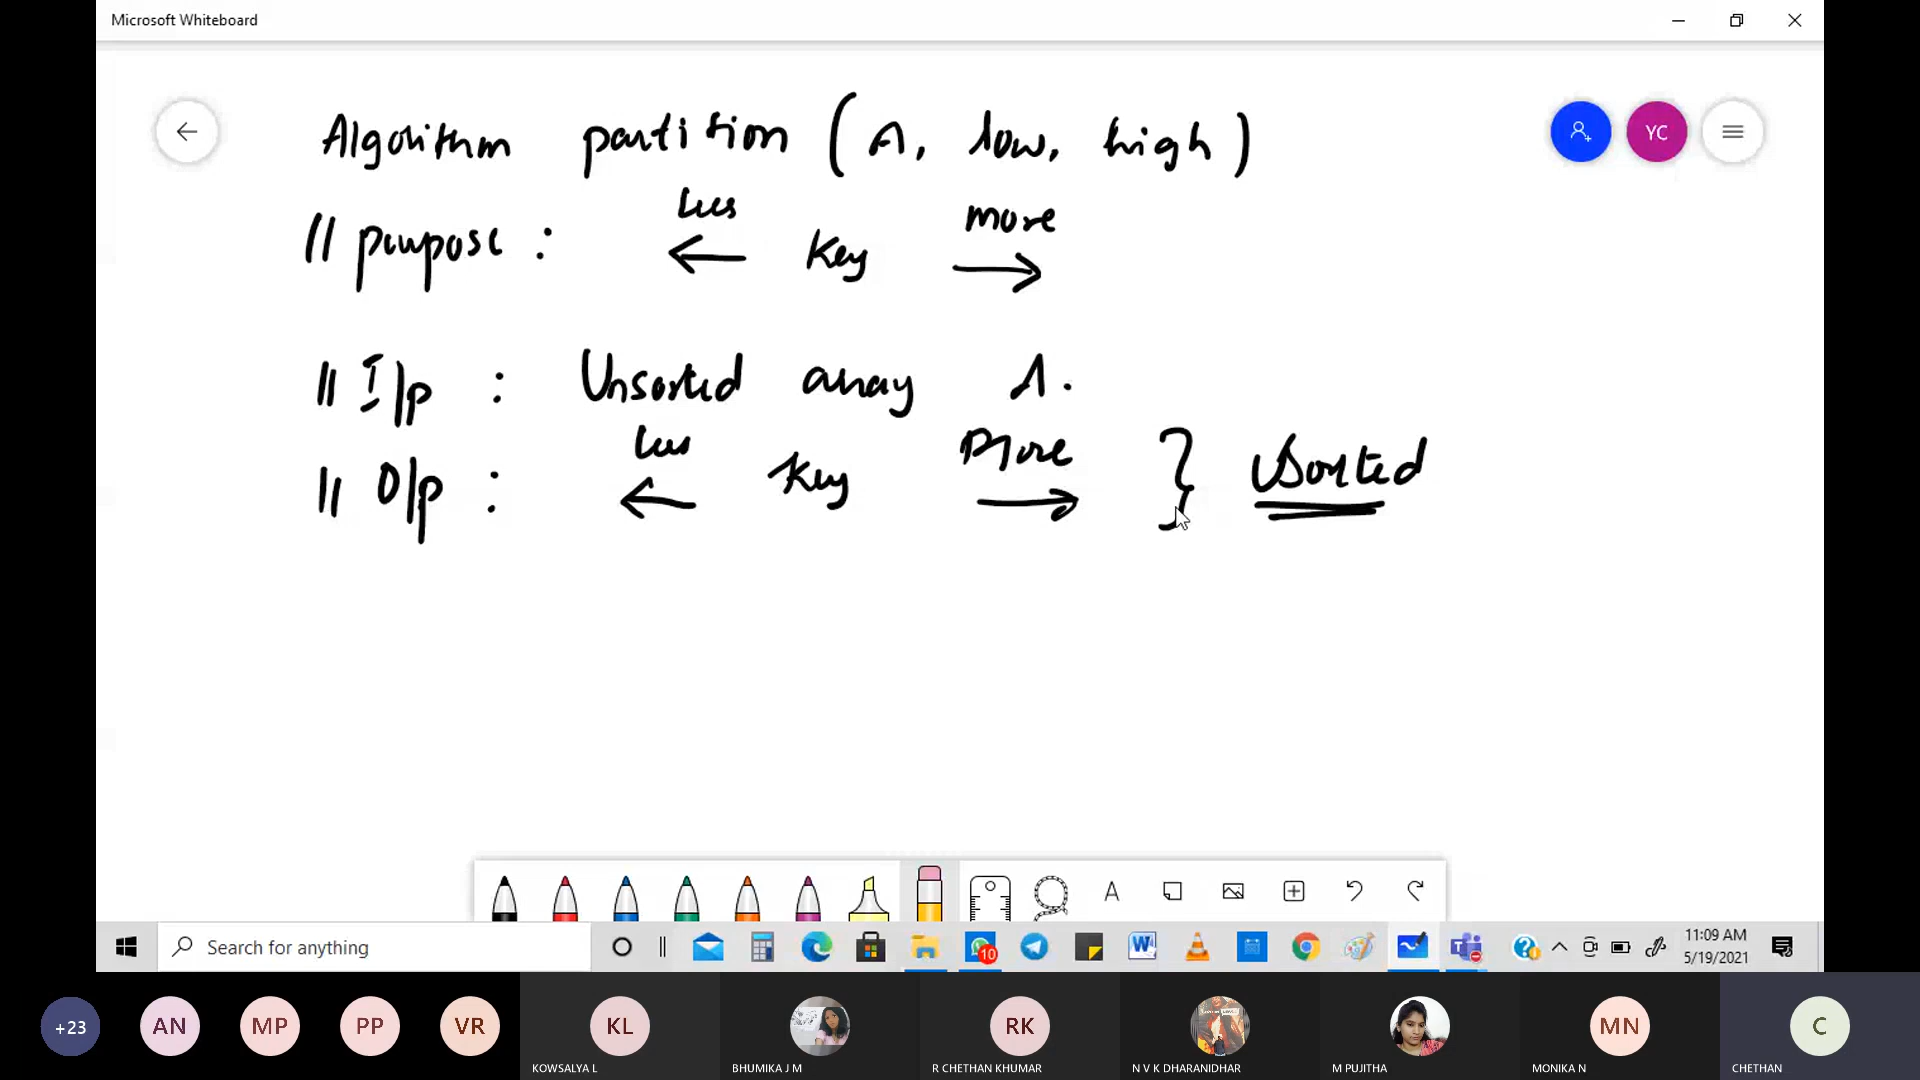 Microsoft Whiteboard
Algorithm partition (A, low, high)
YC
less more
// purpose : ← key →
// I/p : Unsorted array A.
less More
// O/p : ← key → } Sorted
Search for anything
10
11:09 AM
5/19/2021
+23 AN MP PP VR KL RK MN C
KOWSALYA L BHUMIKA J M R CHETHAN KHUMAR N V K DHARANIDHAR M PUJITHA MONIKA N CHETHAN